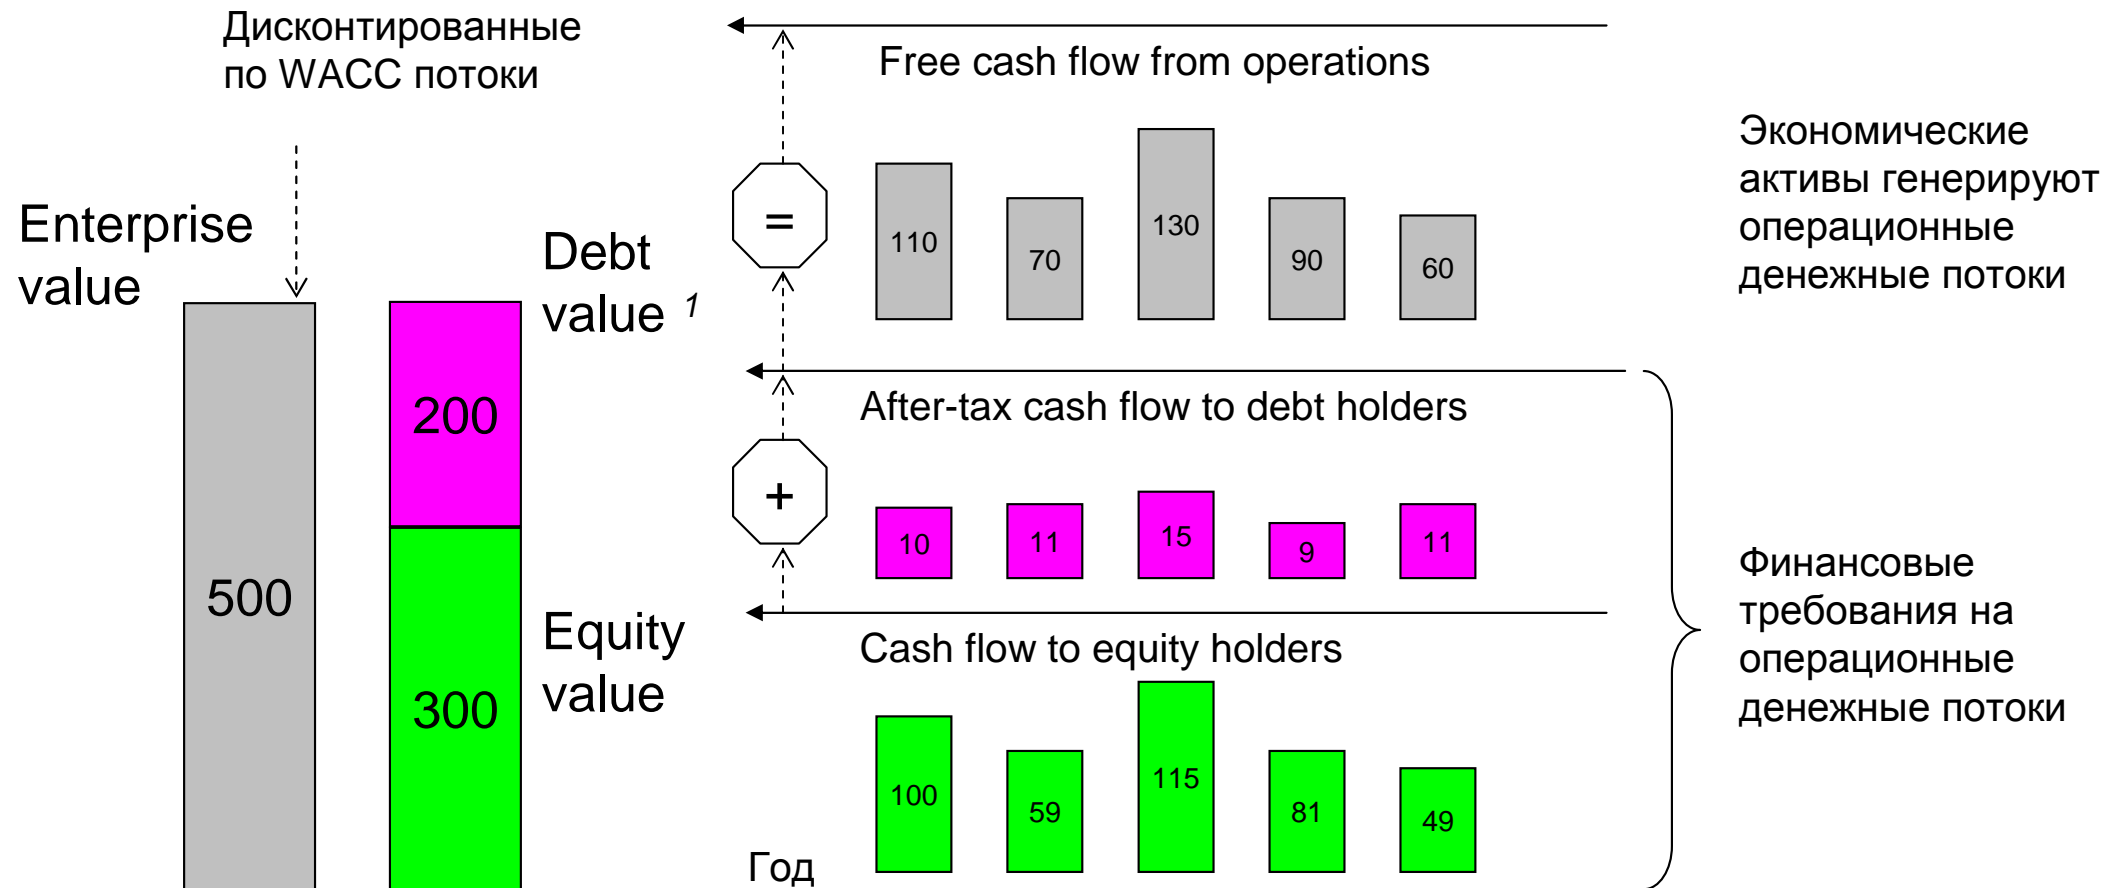 Дисконтированные
по WACC потоки
Enterprise
value
500
Debt
value 1
200
Equity
value
300
Free cash flow from operations
=
110
70
130
90
60
After-tax cash flow to debt holders
+
10
11
15
9
11
Cash flow to equity holders
100
59
115
81
49
Год
Экономические
активы генерируют
операционные
денежные потоки
Финансовые
требования на
операционные
денежные потоки